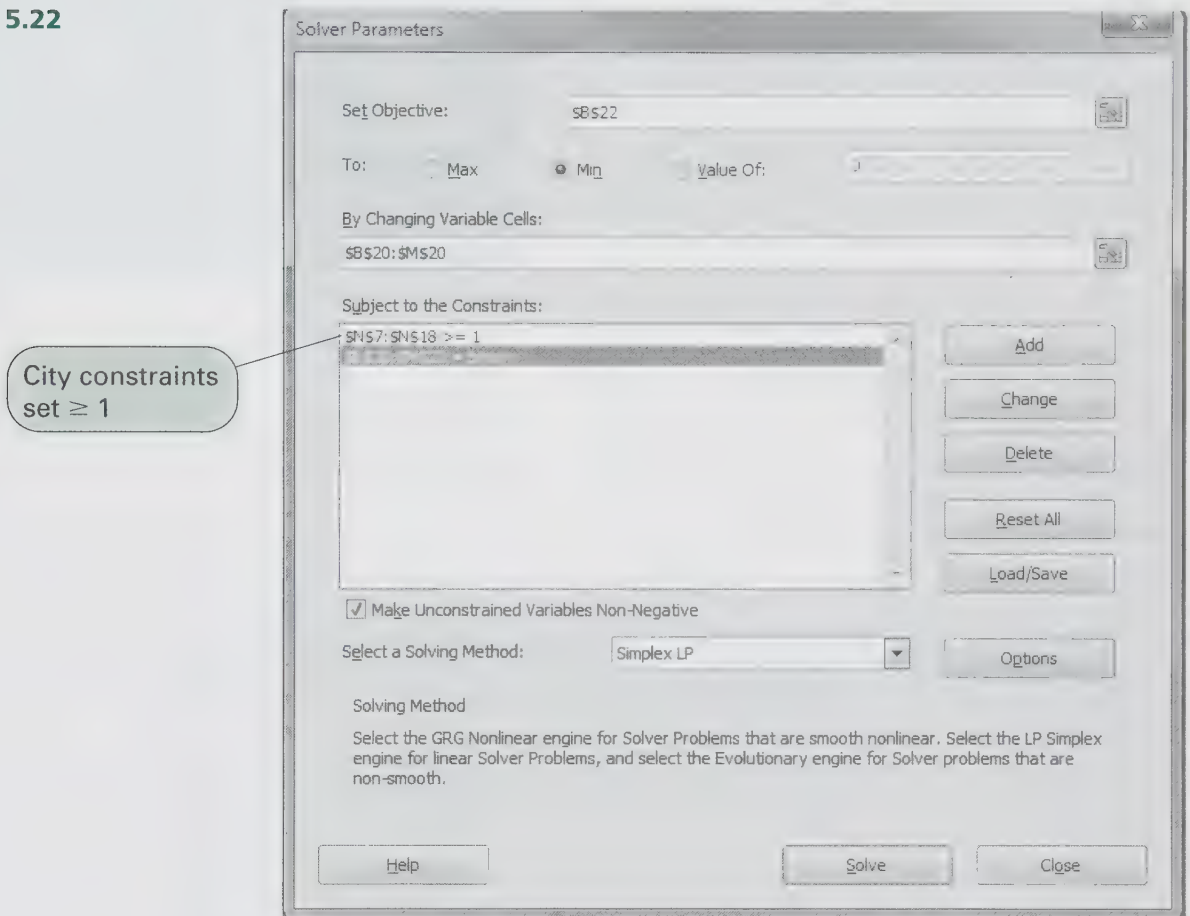 5.22
Solver Parameters
Set Objective:
$B$22
To:
Max
Min
Value Of:
By Changing Variable Cells:
$B$20:$M$20
Subject to the Constraints:
$N$7:$N$18 >= 1
City constraints
set ≥ 1
Add
Change
Delete
Reset All
Load/Save
Make Unconstrained Variables Non-Negative
Select a Solving Method:
Simplex LP
Options
Solving Method
Select the GRG Nonlinear engine for Solver Problems that are smooth nonlinear. Select the LP Simplex
engine for linear Solver Problems, and select the Evolutionary engine for Solver problems that are
non-smooth.
Help
Solve
Close